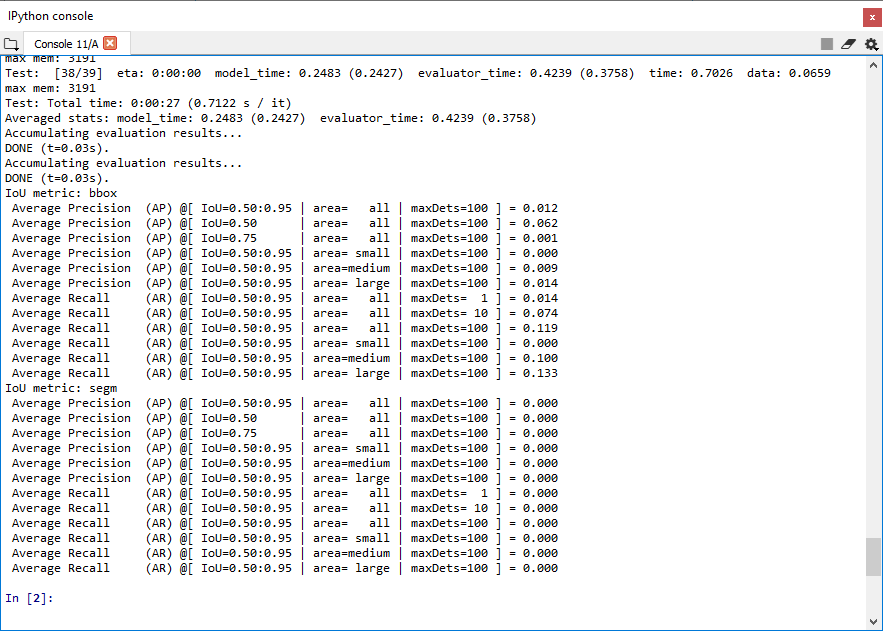 IPython console
Console 11/A
max mem: 3191
Test:  [38/39]  eta: 0:00:00  model_time: 0.2483 (0.2427)  evaluator_time: 0.4239 (0.3758)  time: 0.7026  data: 0.0659
max mem: 3191
Test: Total time: 0:00:27 (0.7122 s / it)
Averaged stats: model_time: 0.2483 (0.2427)  evaluator_time: 0.4239 (0.3758)
Accumulating evaluation results...
DONE (t=0.03s).
Accumulating evaluation results...
DONE (t=0.03s).
IoU metric: bbox
 Average Precision  (AP) @[ IoU=0.50:0.95 | area=   all | maxDets=100 ] = 0.012
 Average Precision  (AP) @[ IoU=0.50      | area=   all | maxDets=100 ] = 0.062
 Average Precision  (AP) @[ IoU=0.75      | area=   all | maxDets=100 ] = 0.001
 Average Precision  (AP) @[ IoU=0.50:0.95 | area= small | maxDets=100 ] = 0.000
 Average Precision  (AP) @[ IoU=0.50:0.95 | area=medium | maxDets=100 ] = 0.009
 Average Precision  (AP) @[ IoU=0.50:0.95 | area= large | maxDets=100 ] = 0.014
 Average Recall     (AR) @[ IoU=0.50:0.95 | area=   all | maxDets=  1 ] = 0.014
 Average Recall     (AR) @[ IoU=0.50:0.95 | area=   all | maxDets= 10 ] = 0.074
 Average Recall     (AR) @[ IoU=0.50:0.95 | area=   all | maxDets=100 ] = 0.119
 Average Recall     (AR) @[ IoU=0.50:0.95 | area= small | maxDets=100 ] = 0.000
 Average Recall     (AR) @[ IoU=0.50:0.95 | area=medium | maxDets=100 ] = 0.100
 Average Recall     (AR) @[ IoU=0.50:0.95 | area= large | maxDets=100 ] = 0.133
IoU metric: segm
 Average Precision  (AP) @[ IoU=0.50:0.95 | area=   all | maxDets=100 ] = 0.000
 Average Precision  (AP) @[ IoU=0.50      | area=   all | maxDets=100 ] = 0.000
 Average Precision  (AP) @[ IoU=0.75      | area=   all | maxDets=100 ] = 0.000
 Average Precision  (AP) @[ IoU=0.50:0.95 | area= small | maxDets=100 ] = 0.000
 Average Precision  (AP) @[ IoU=0.50:0.95 | area=medium | maxDets=100 ] = 0.000
 Average Precision  (AP) @[ IoU=0.50:0.95 | area= large | maxDets=100 ] = 0.000
 Average Recall     (AR) @[ IoU=0.50:0.95 | area=   all | maxDets=  1 ] = 0.000
 Average Recall     (AR) @[ IoU=0.50:0.95 | area=   all | maxDets= 10 ] = 0.000
 Average Recall     (AR) @[ IoU=0.50:0.95 | area=   all | maxDets=100 ] = 0.000
 Average Recall     (AR) @[ IoU=0.50:0.95 | area= small | maxDets=100 ] = 0.000
 Average Recall     (AR) @[ IoU=0.50:0.95 | area=medium | maxDets=100 ] = 0.000
 Average Recall     (AR) @[ IoU=0.50:0.95 | area= large | maxDets=100 ] = 0.000
In [2]: